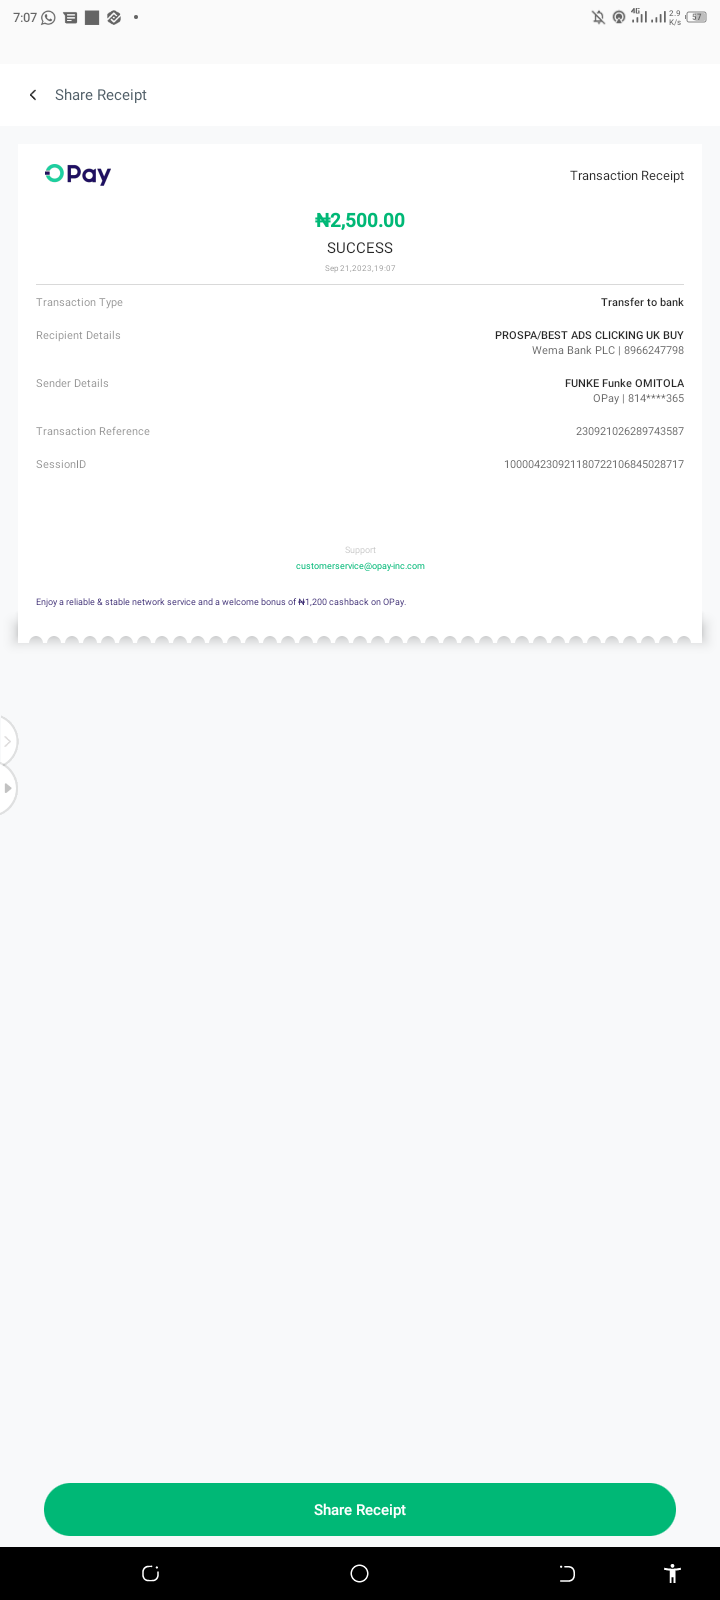 7:07
4G
2.9
K/s
57
Share Receipt
OPay
Transaction Receipt
₦2,500.00
SUCCESS
Sep 21,2023,19:07
Transaction Type
Transfer to bank
Recipient Details
PROSPA/BEST ADS CLICKING UK BUY
Wema Bank PLC | 8966247798
Sender Details
FUNKE Funke OMITOLA
OPay | 814****365
Transaction Reference
230921026289743587
SessionID
100004230921180722106845028717
Support
customerservice@opay-inc.com
Enjoy a reliable & stable network service and a welcome bonus of ₦1,200 cashback on OPay.
Share Receipt